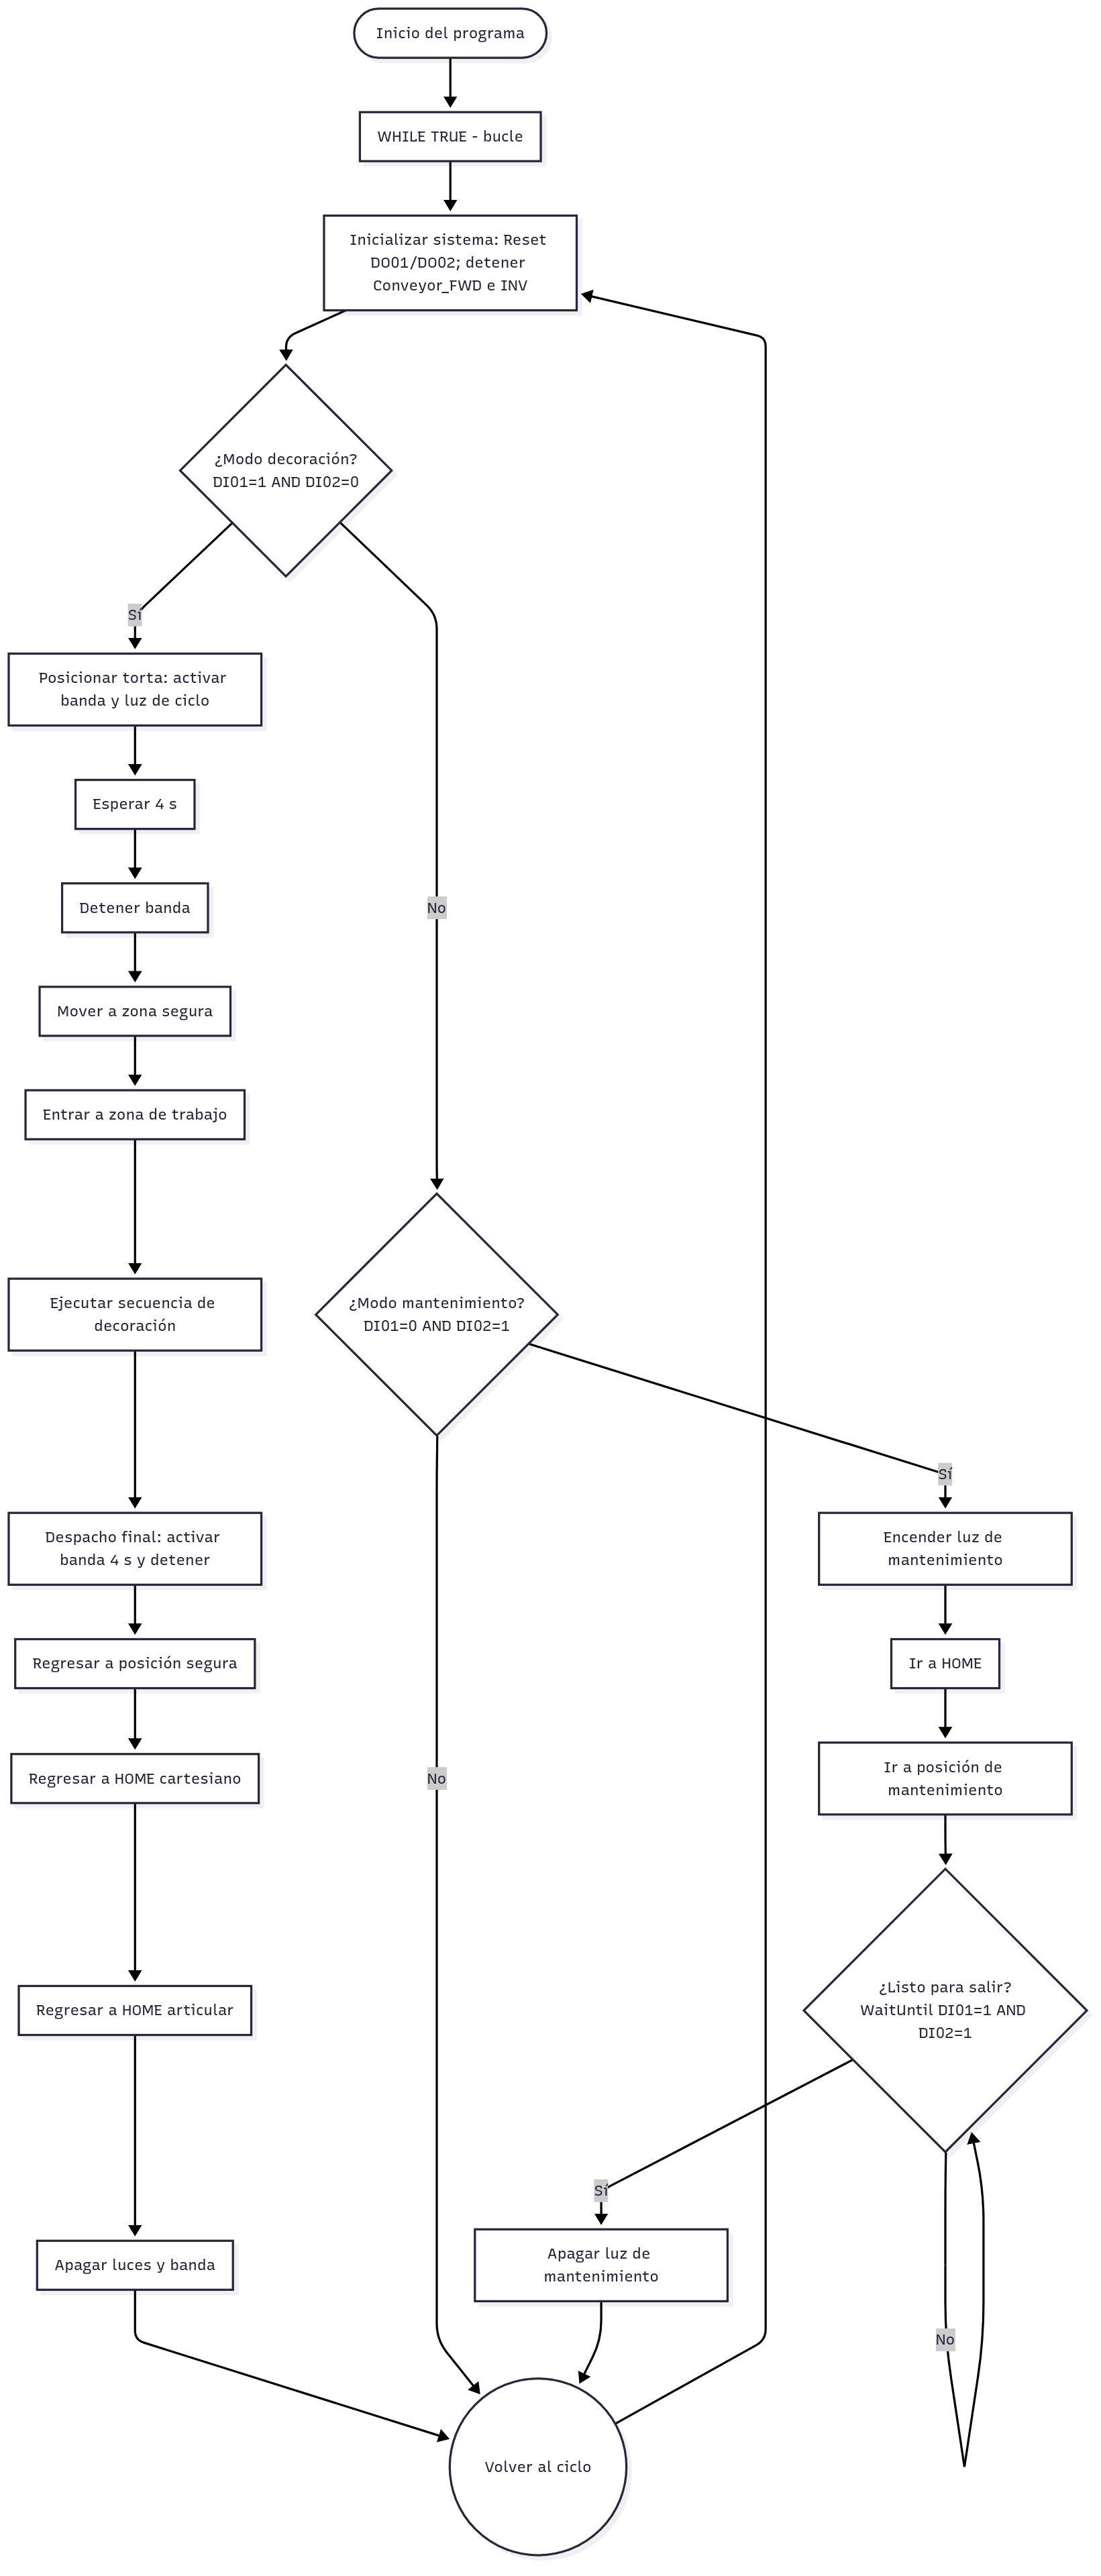 Inicio del programa
WHILE TRUE - bucle
Inicializar sistema: Reset
DO01/DO02; detener
Conveyor_FWD e INV
¿Modo decoración?
DI01=1 AND DI02=0
Sí
Posicionar torta: activar
banda y luz de ciclo
Esperar 4 s
Detener banda
No
Mover a zona segura
Entrar a zona de trabajo
Ejecutar secuencia de
decoración
¿Modo mantenimiento?
DI01=0 AND DI02=1
Sí
Despacho final: activar
banda 4 s y detener
Encender luz de
mantenimiento
Regresar a posición segura
Ir a HOME
Regresar a HOME cartesiano
No
Ir a posición de
mantenimiento
Regresar a HOME articular
¿Listo para salir?
WaitUntil DI01=1 AND
DI02=1
Sí
Apagar luces y banda
Apagar luz de
mantenimiento
No
Volver al ciclo